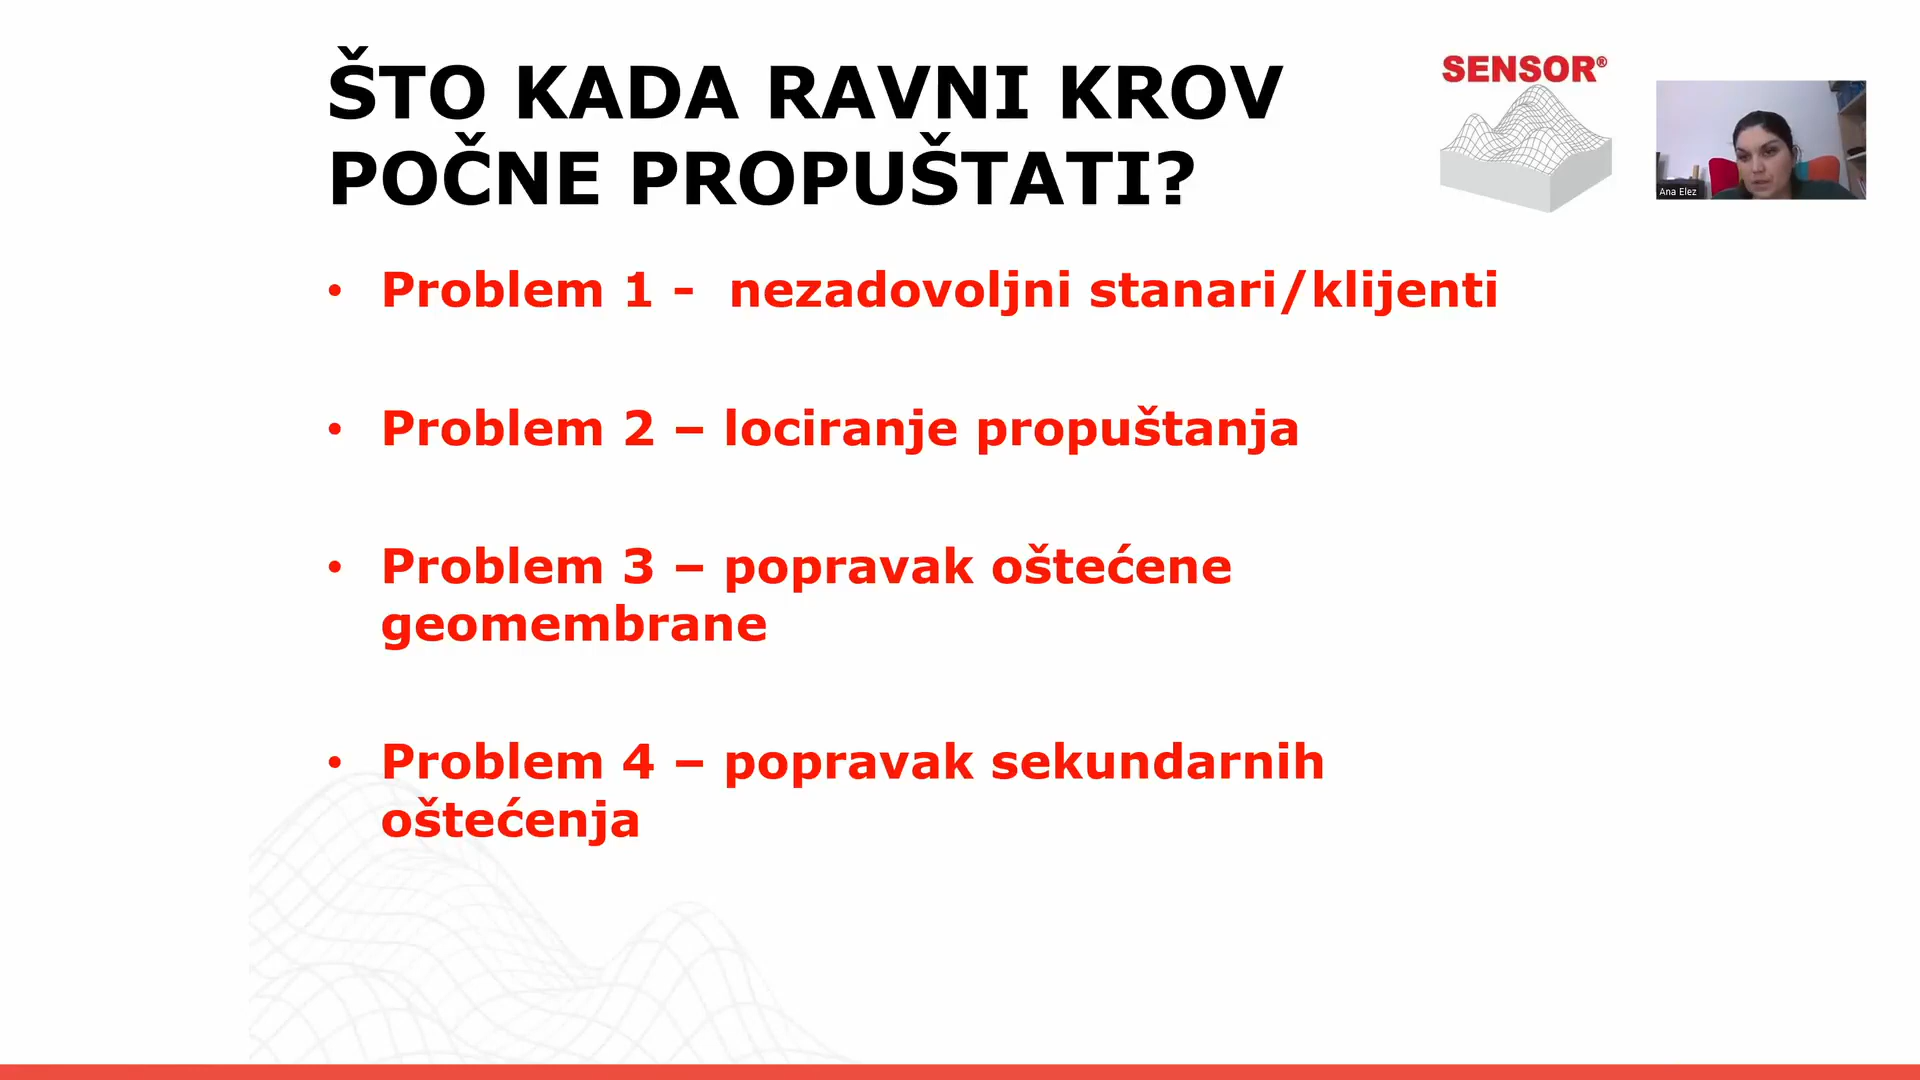 ŠTO KADA RAVNI KROV
POČNE PROPUŠTATI?
SENSOR®
Ana Elez
• Problem 1 -  nezadovoljni stanari/klijenti
• Problem 2 – lociranje propuštanja
• Problem 3 – popravak oštećene
geomembrane
• Problem 4 – popravak sekundarnih
oštećenja